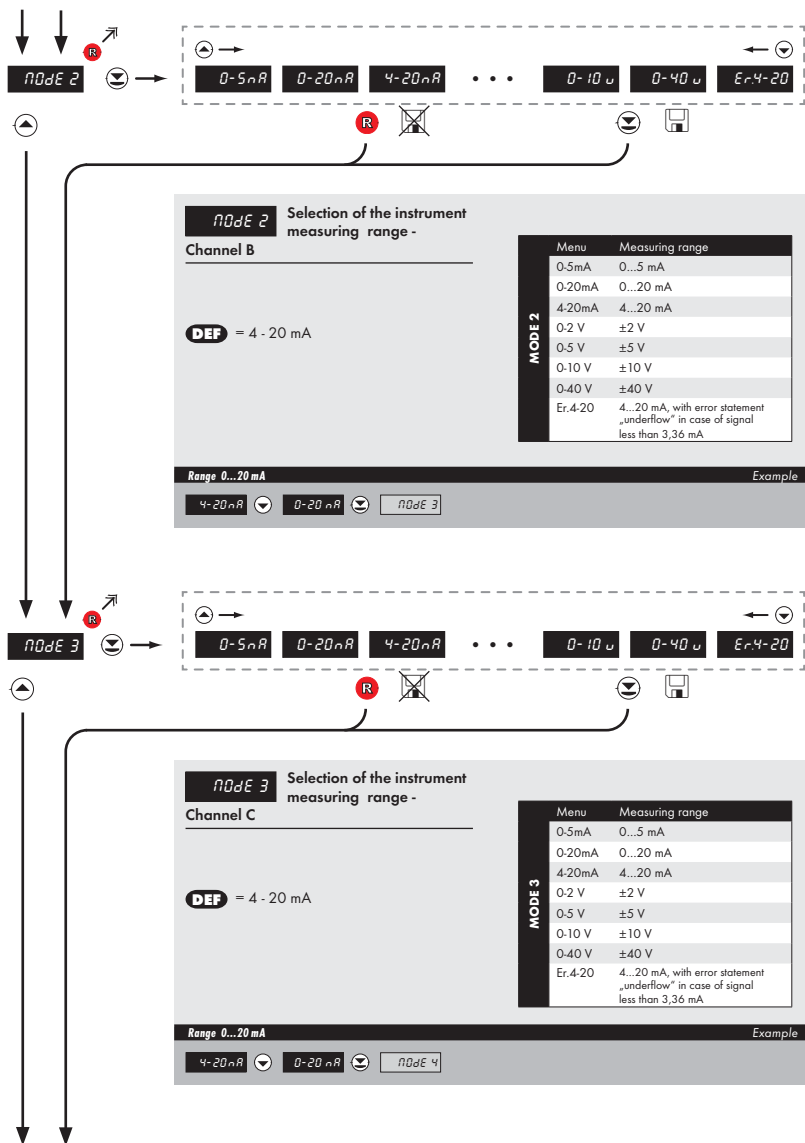 R
MODE 2
0-5mA 0-20mA 4-20mA • • • 0-10 V 0-40 V Er.4-20
R
MODE 2 Selection of the instrument
measuring range -
Channel B
DEF = 4 - 20 mA
MODE 2
Menu Measuring range
0-5mA 0...5 mA
0-20mA 0...20 mA
4-20mA 4...20 mA
0-2 V ±2 V
0-5 V ±5 V
0-10 V ±10 V
0-40 V ±40 V
Er.4-20 4...20 mA, with error statement
„underflow" in case of signal
less than 3,36 mA
Range 0...20 mA Example
4-20mA 0-20 mA MODE 3
R
MODE 3
0-5mA 0-20mA 4-20mA • • • 0-10 V 0-40 V Er.4-20
R
MODE 3 Selection of the instrument
measuring range -
Channel C
DEF = 4 - 20 mA
MODE 3
Menu Measuring range
0-5mA 0...5 mA
0-20mA 0...20 mA
4-20mA 4...20 mA
0-2 V ±2 V
0-5 V ±5 V
0-10 V ±10 V
0-40 V ±40 V
Er.4-20 4...20 mA, with error statement
„underflow" in case of signal
less than 3,36 mA
Range 0...20 mA Example
4-20mA 0-20 mA MODE 4